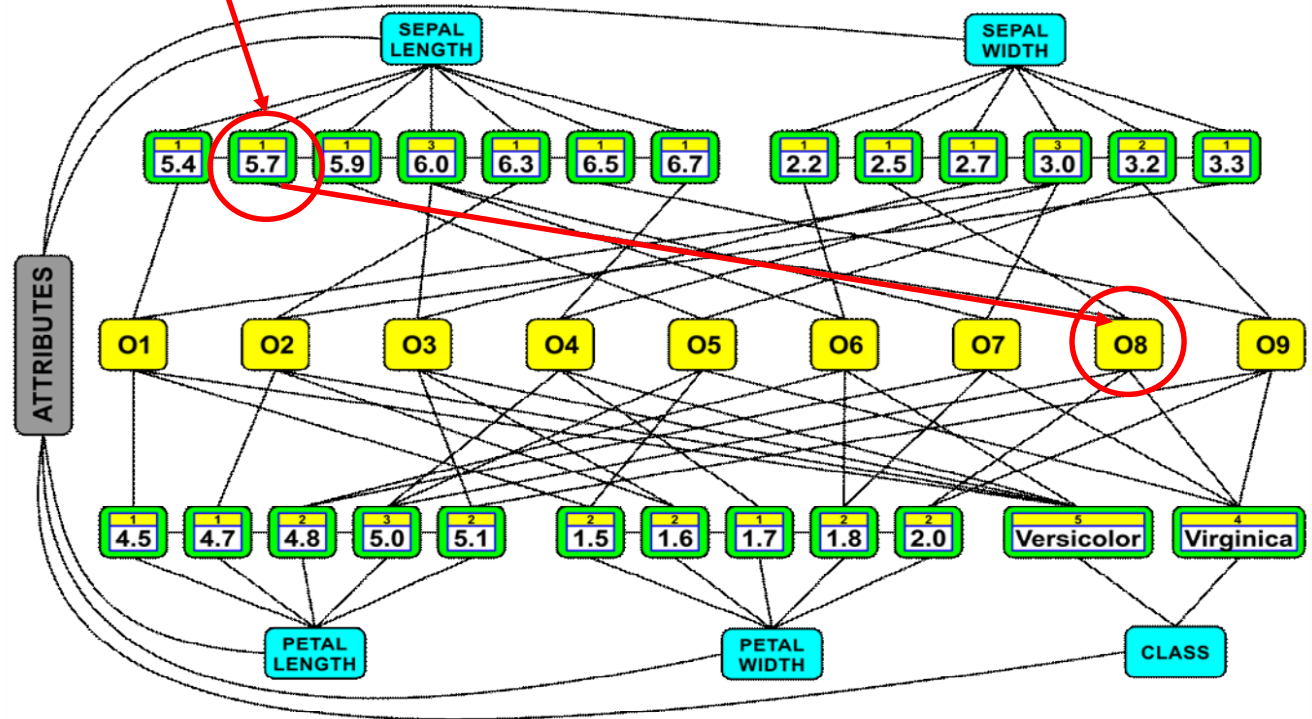 SEPAL
LENGTH
SEPAL
WIDTH
1 1 1 3 1 1 1 1 1 1 3 2 1
5.4 5.7 5.9 6.0 6.3 6.5 6.7 2.2 2.5 2.7 3.0 3.2 3.3
ATTRIBUTES
O1 O2 O3 O4 O5 O6 O7 O8 O9
1 1 2 3 2 2 2 1 2 2 5 4
4.5 4.7 4.8 5.0 5.1 1.5 1.6 1.7 1.8 2.0 Versicolor Virginica
PETAL
LENGTH
PETAL
WIDTH
CLASS